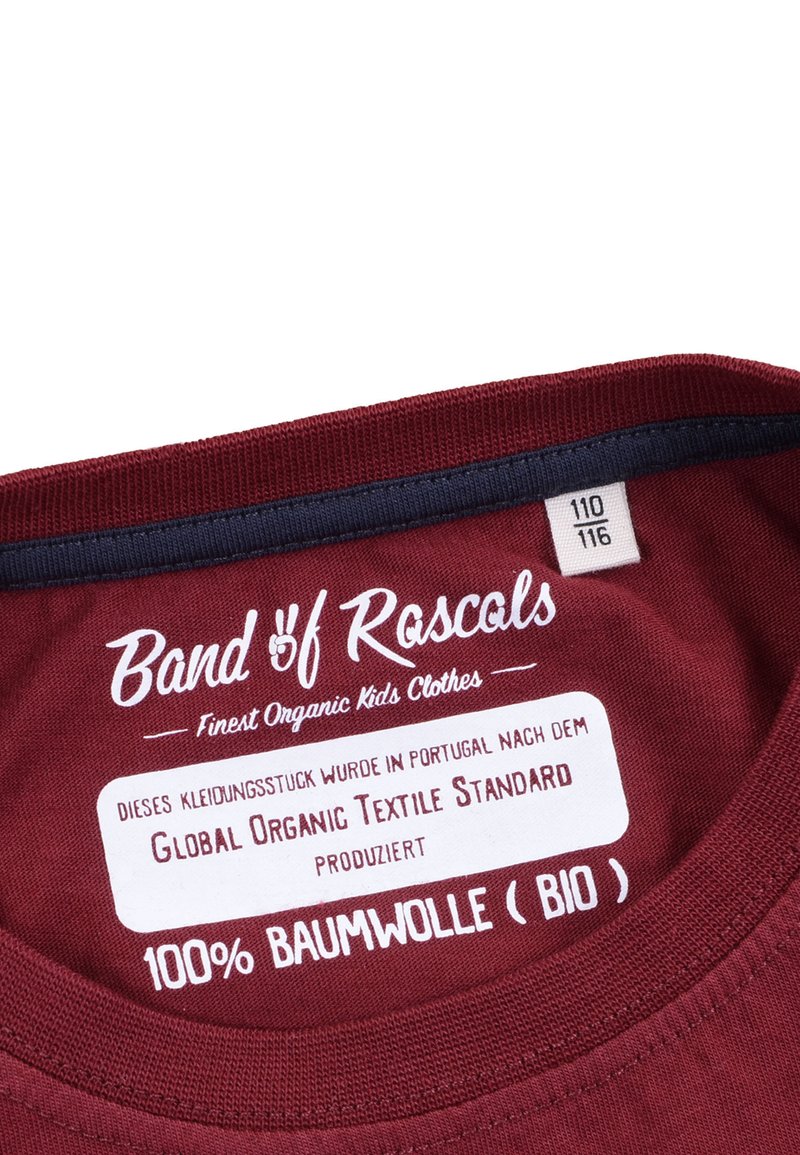 110
116
Band of Rascals
Finest Organic Kids Clothes
DIESES KLEIDUNGSSTUCK WURDE IN PORTUGAL NACH DEM
GLOBAL ORGANIC TEXTILE STANDARD
PRODUZIERT
100% BAUMWOLLE ( BIO )